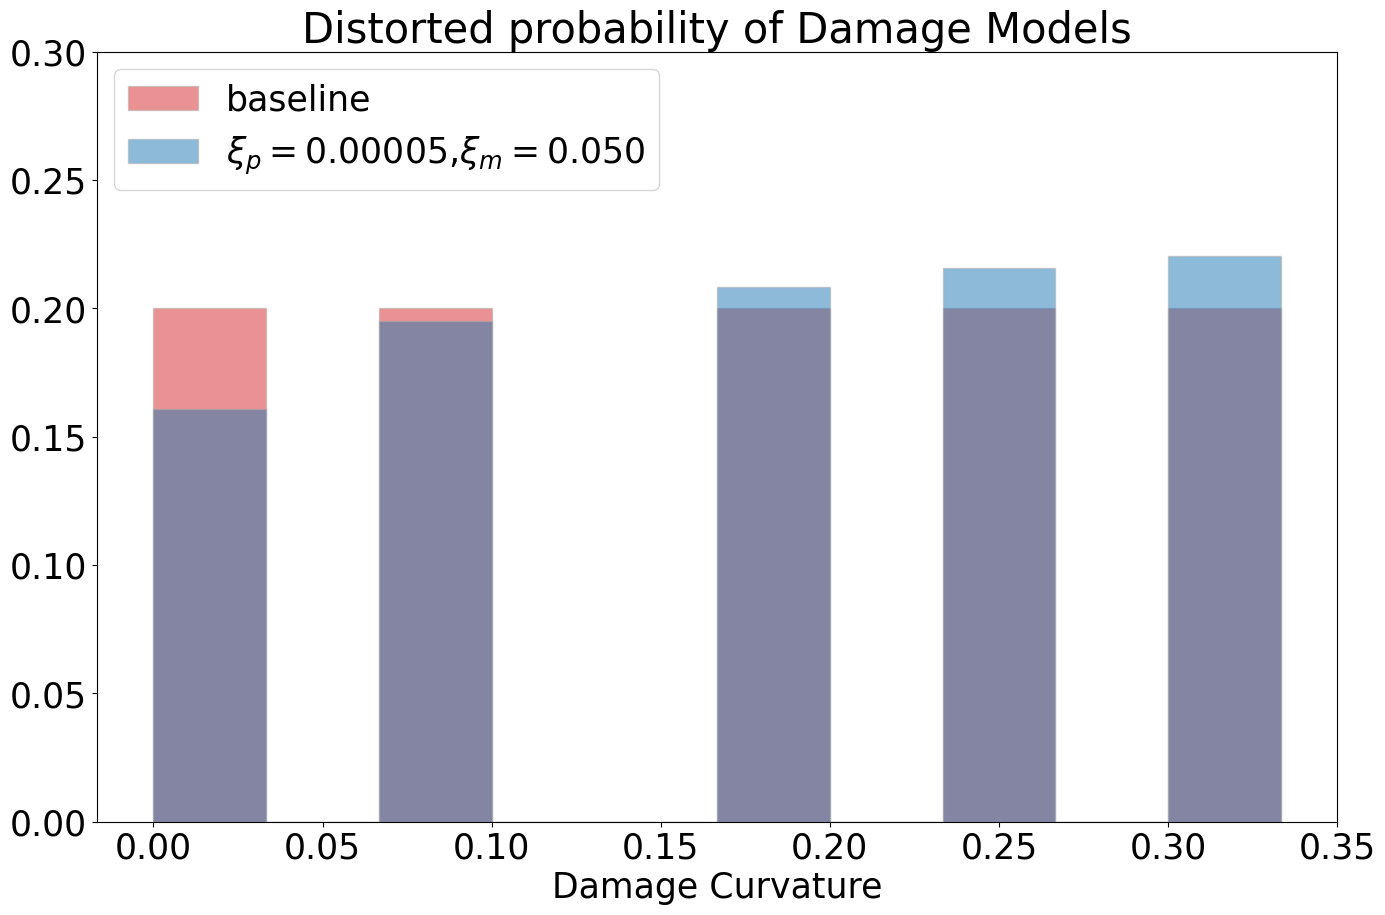 Distorted probability of Damage Models
0.30
0.25
0.20
0.15
0.10
0.05
0.00
baseline
ξₚ = 0.00005,ξₘ = 0.050
0.00 0.05 0.10 0.15 0.20 0.25 0.30 0.35
Damage Curvature